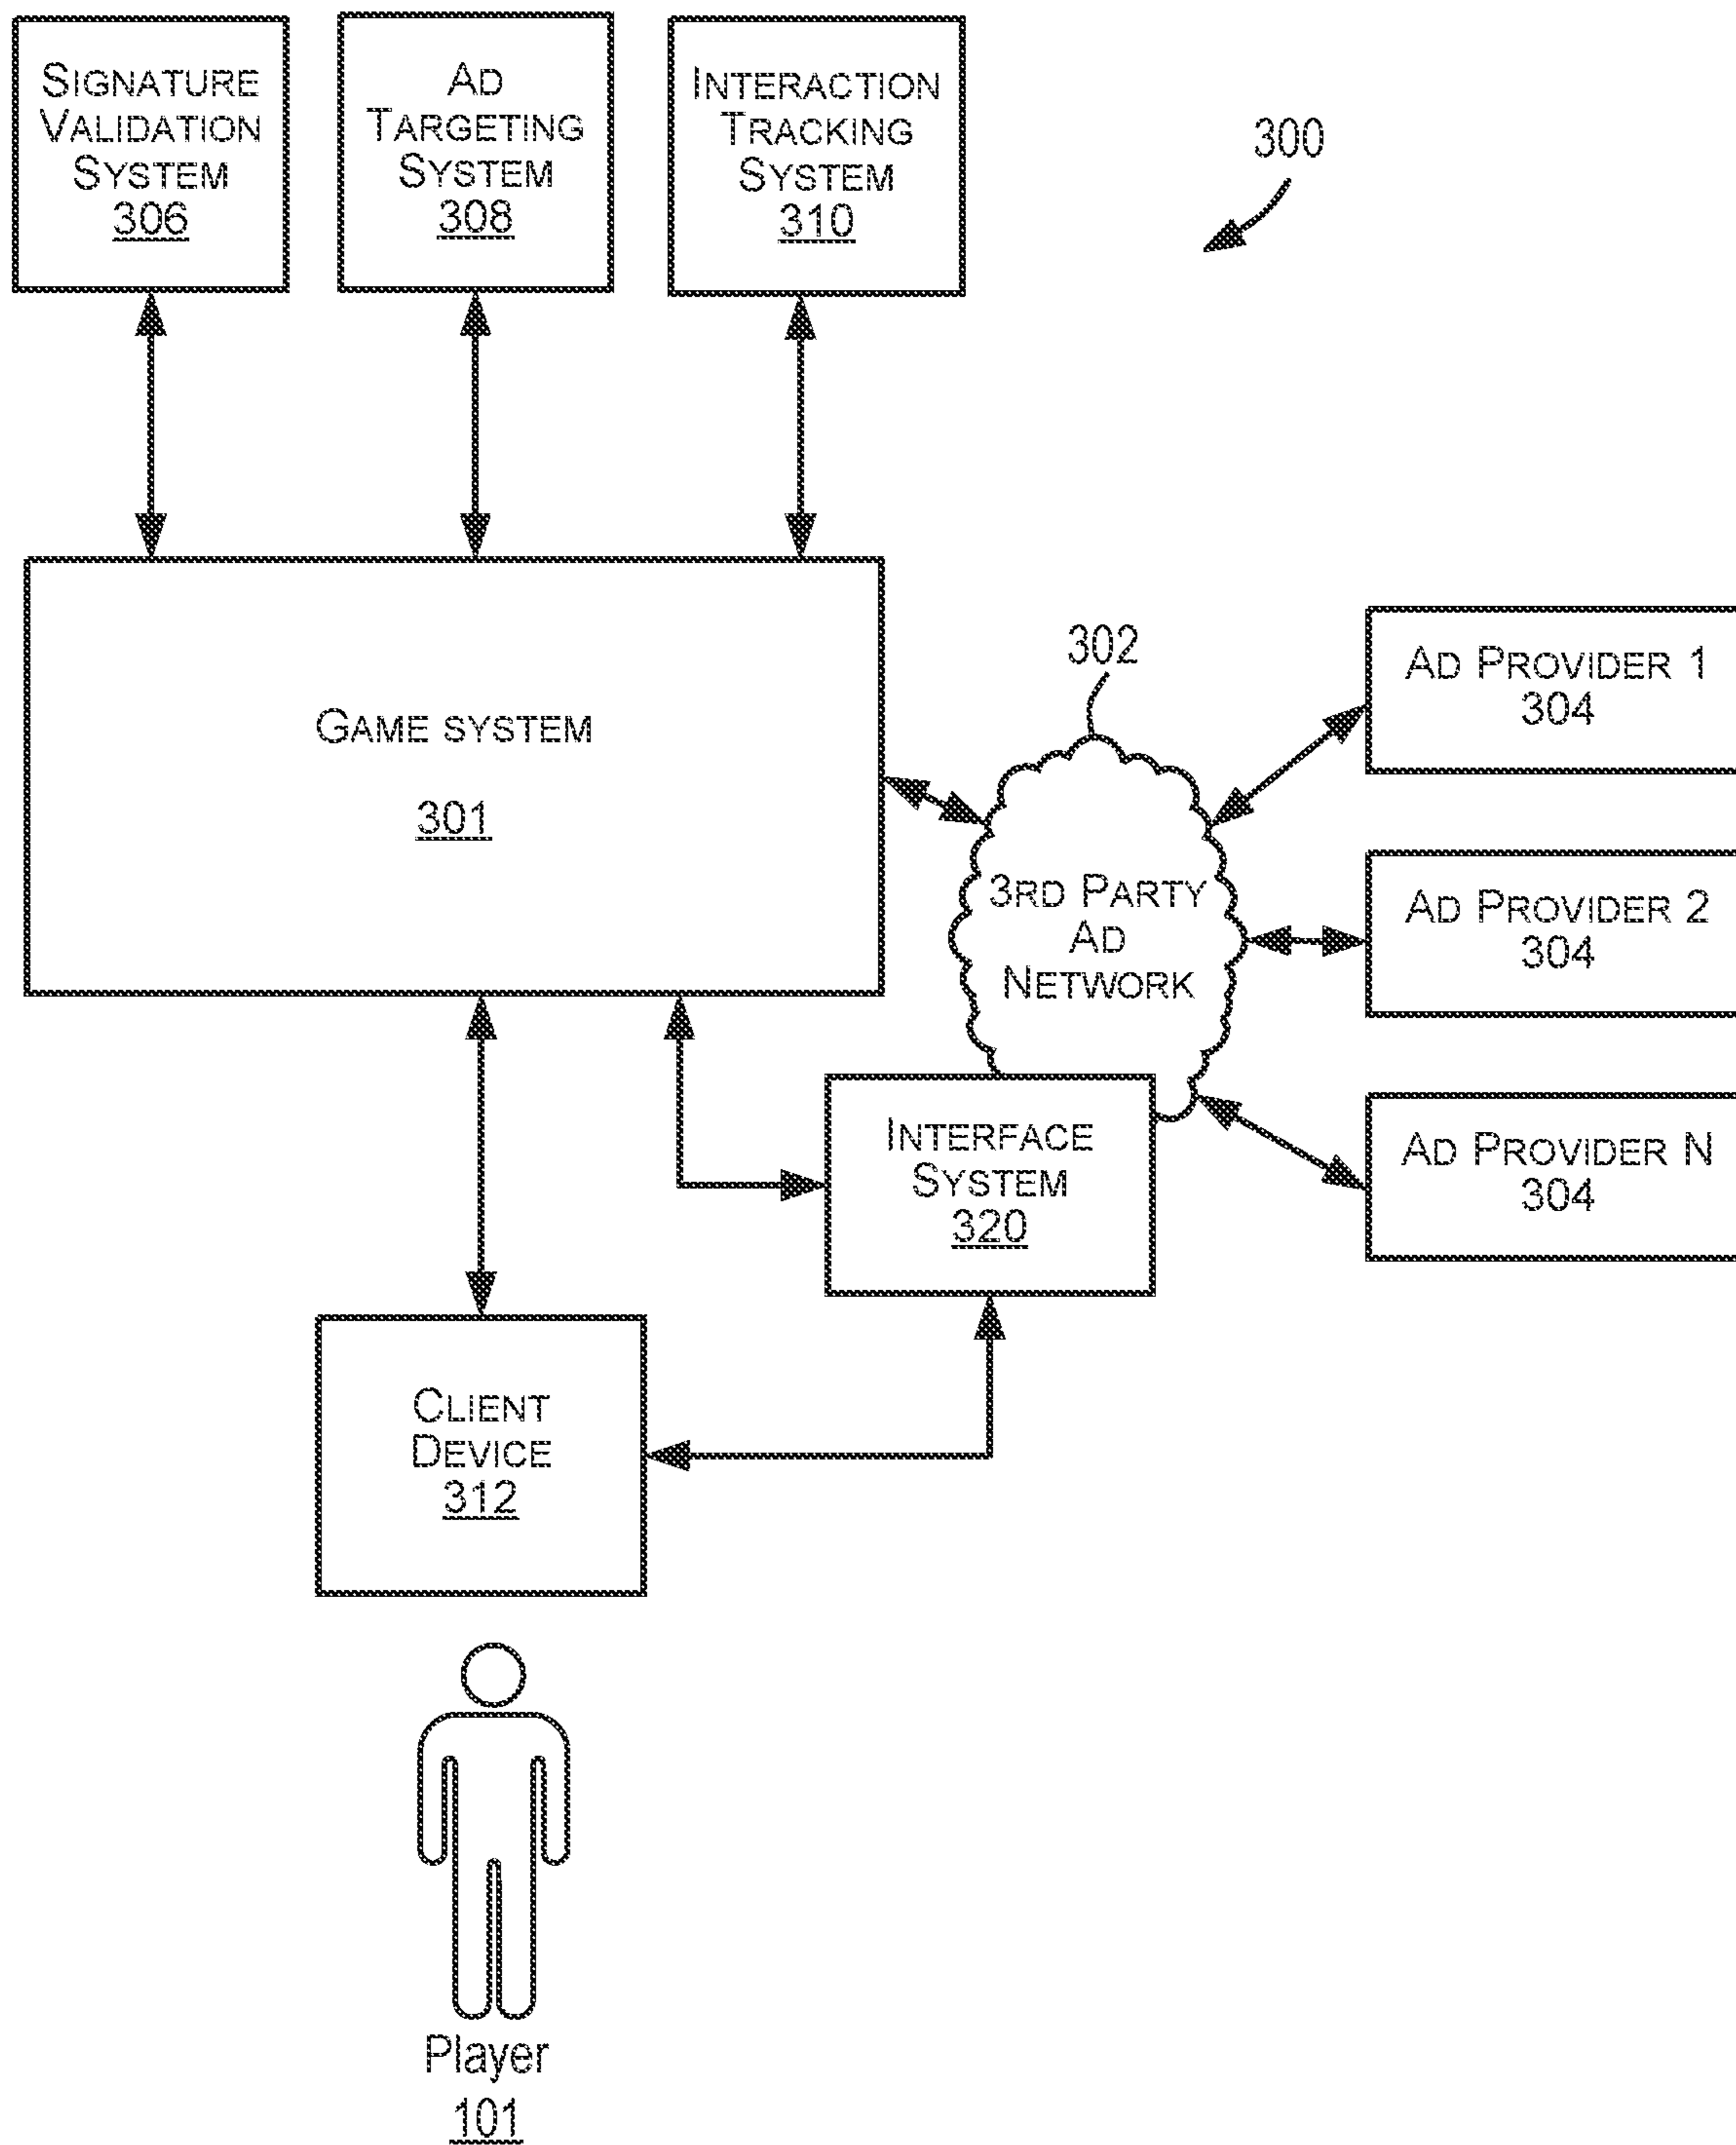 SIGNATURE
VALIDATION
SYSTEM
306
AD
TARGETING
SYSTEM
308
INTERACTION
TRACKING
SYSTEM
310
300
GAME SYSTEM
301
302
3RD PARTY
AD
NETWORK
AD PROVIDER 1
304
AD PROVIDER 2
304
AD PROVIDER N
304
INTERFACE
SYSTEM
320
CLIENT
DEVICE
312
Player
101